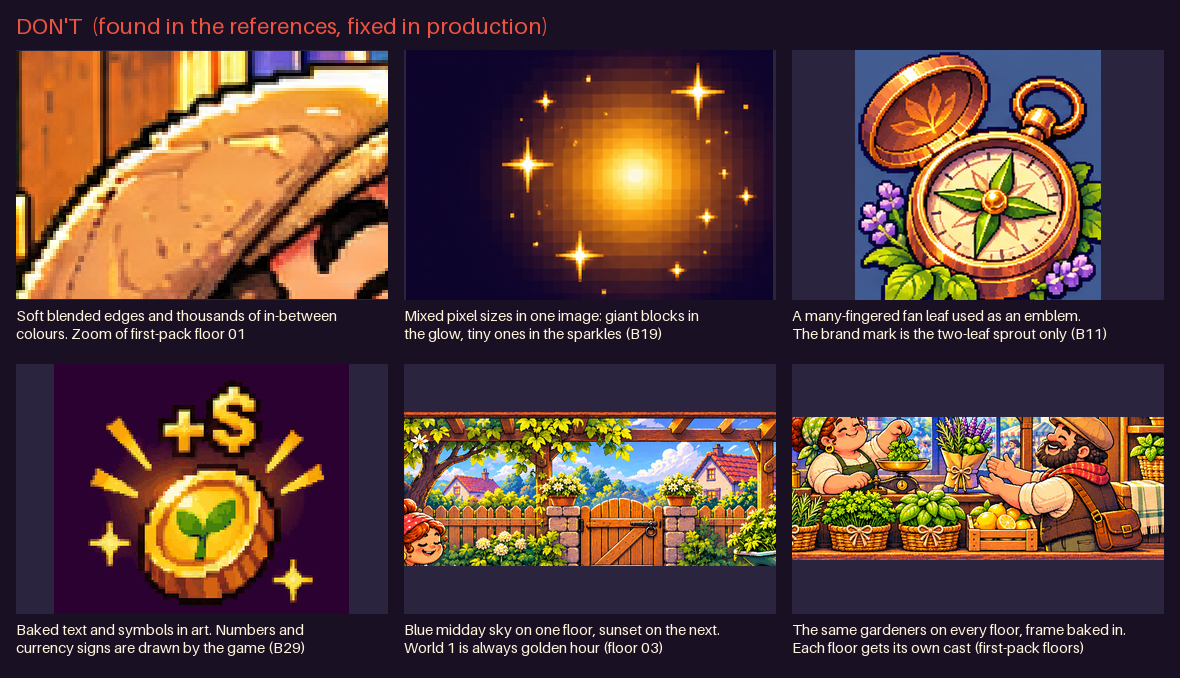 DON'T (found in the references, fixed in production)
Soft blended edges and thousands of in-between
colours. Zoom of first-pack floor 01
Mixed pixel sizes in one image: giant blocks in
the glow, tiny ones in the sparkles (B19)
A many-fingered fan leaf used as an emblem.
The brand mark is the two-leaf sprout only (B11)
+$
Baked text and symbols in art. Numbers and
currency signs are drawn by the game (B29)
Blue midday sky on one floor, sunset on the next.
World 1 is always golden hour (floor 03)
The same gardeners on every floor, frame baked in.
Each floor gets its own cast (first-pack floors)